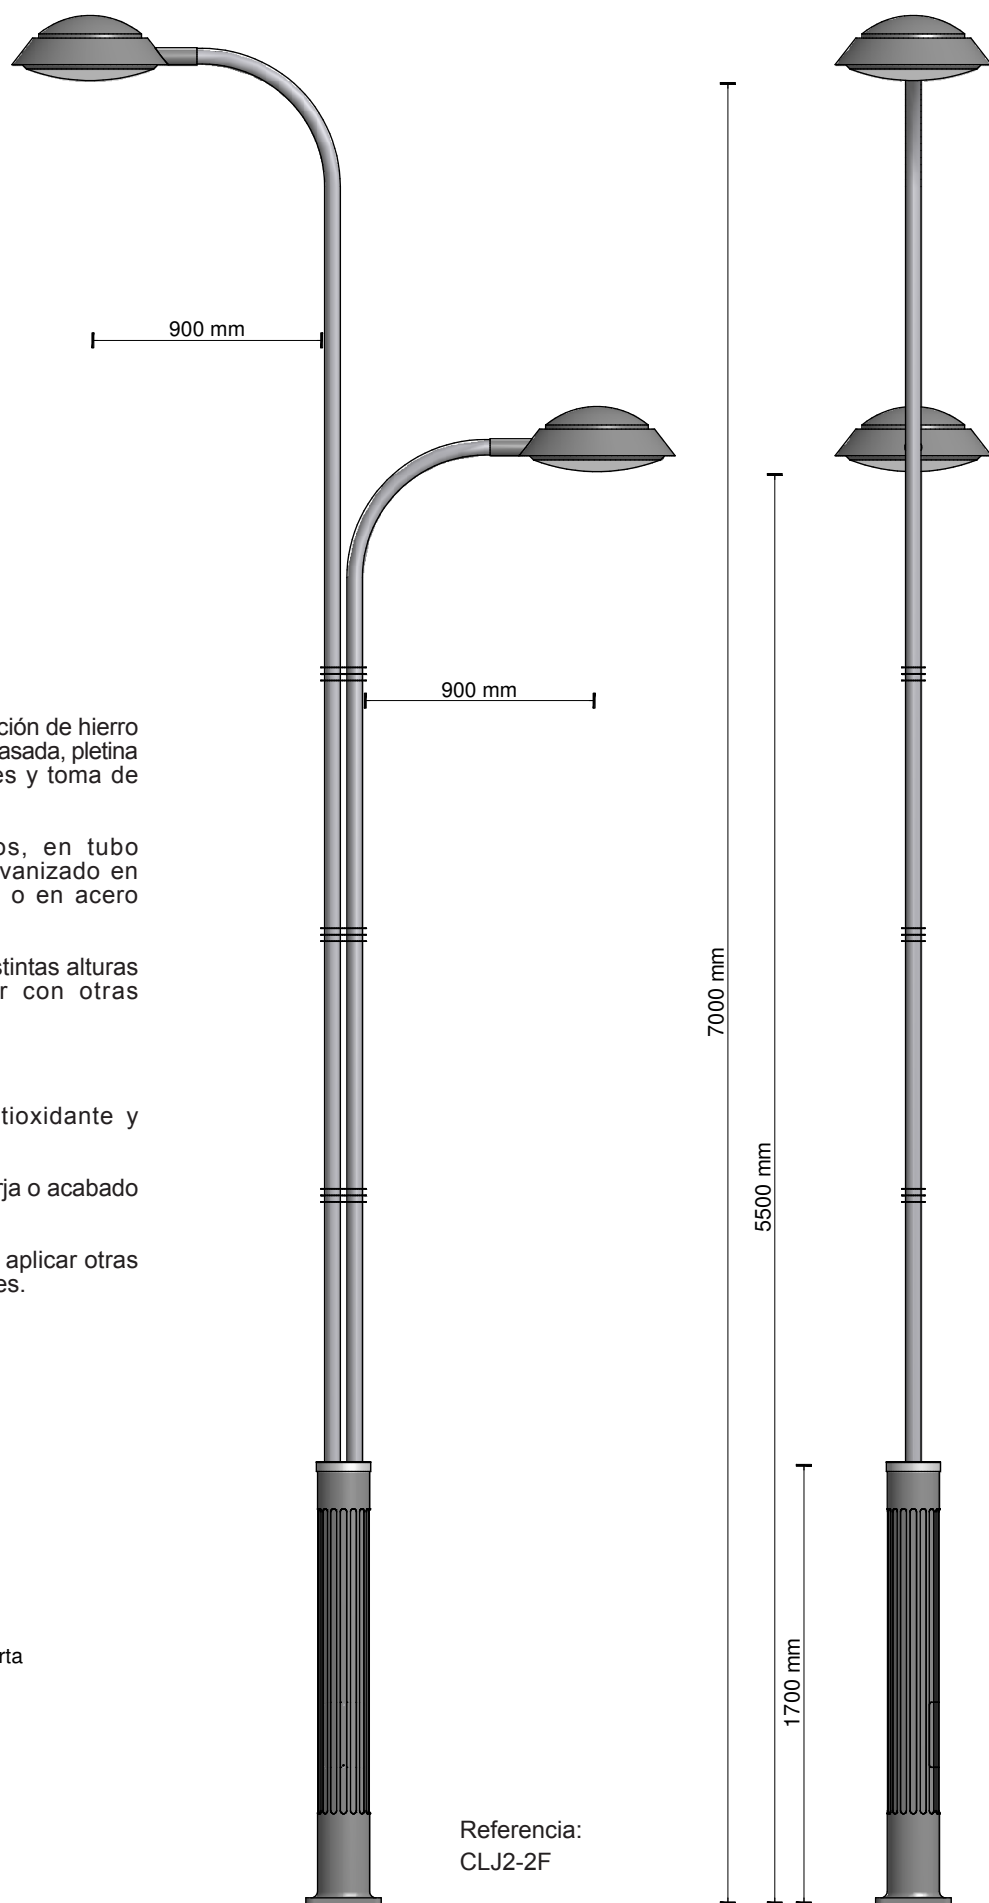 900 mm
900 mm
ción de hierro
asada, pletina
es y toma de
os, en tubo
vanizado en
o en acero
stintas alturas
r con otras
tioxidante y
rja o acabado
aplicar otras
es.
rta
7000 mm
5500 mm
1700 mm
Referencia:
CLJ2-2F